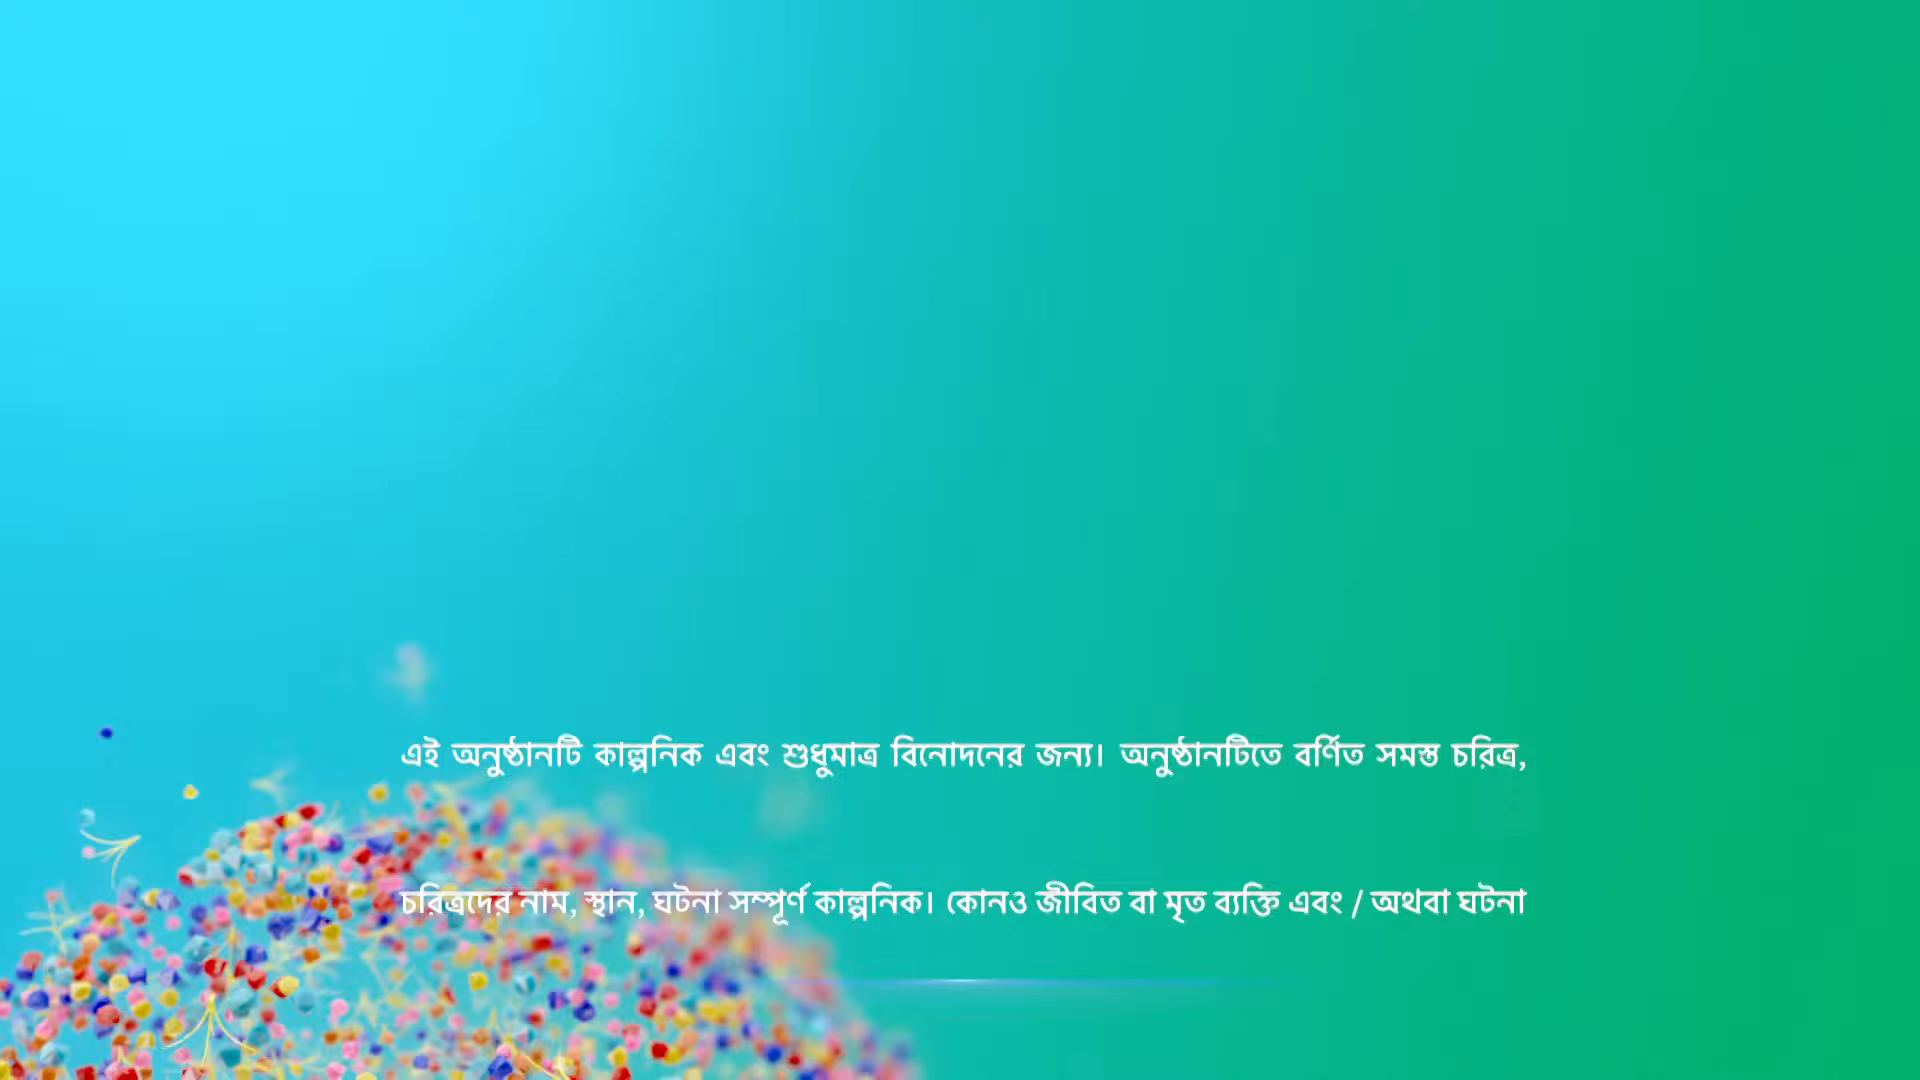 এই অনুষ্ঠানটি কাল্পনিক এবং শুধুমাত্র বিনোদনের জন্য। অনুষ্ঠানটিতে বর্ণিত সমস্ত চরিত্র,
চরিত্রদের নাম, স্থান, ঘটনা সম্পূর্ণ কাল্পনিক। কোনও জীবিত বা মৃত ব্যক্তি এবং / অথবা ঘটনা